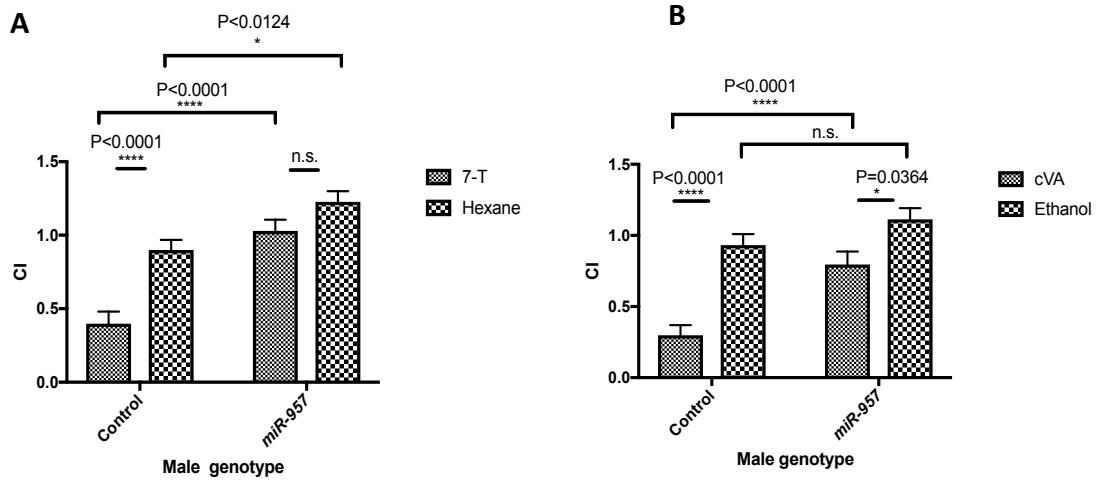 A
P<0.0124
*
P<0.0001
****
P<0.0001
****
n.s.
1.5
1.0
0.5
0.0
CI
Control
miR-957
Male genotype
7-T
Hexane
B
P<0.0001
****
n.s.
P<0.0001
****
P=0.0364
*
1.5
1.0
0.5
0.0
CI
Control
miR-957
Male genotype
cVA
Ethanol